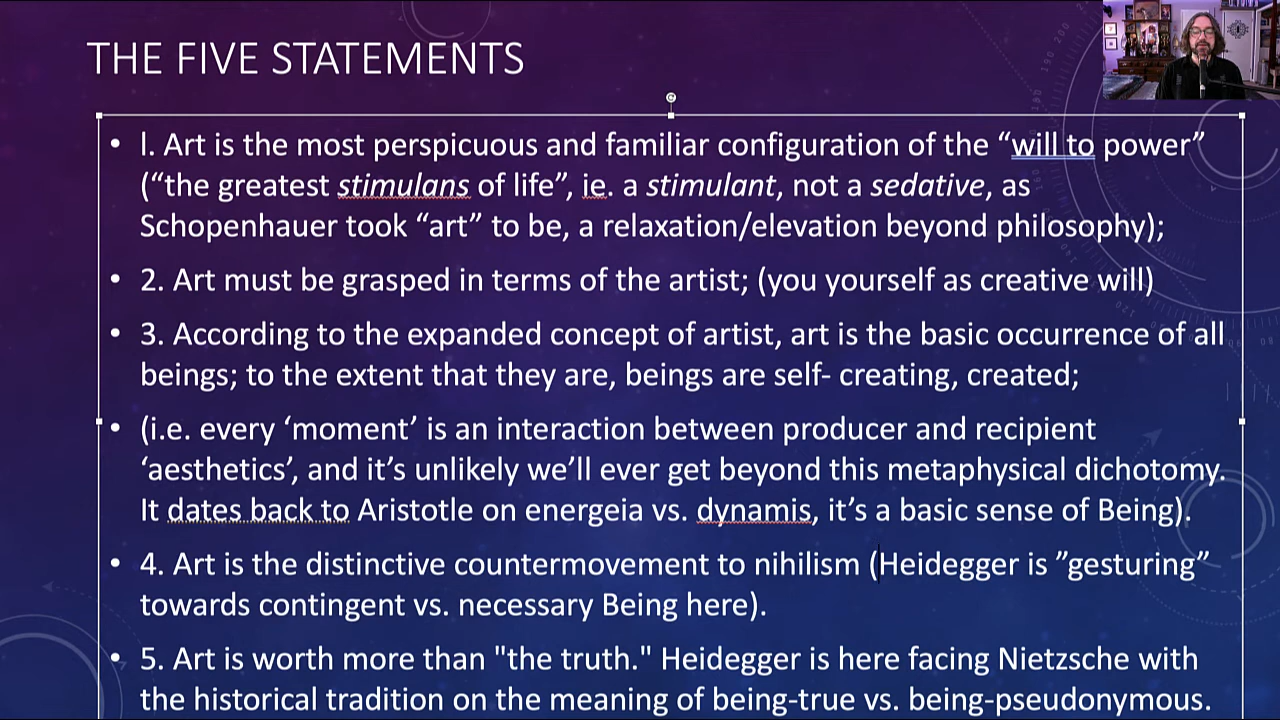 THE FIVE STATEMENTS
• l. Art is the most perspicuous and familiar configuration of the “will to power”
(“the greatest stimulans of life”, ie. a stimulant, not a sedative, as
Schopenhauer took “art” to be, a relaxation/elevation beyond philosophy);
• 2. Art must be grasped in terms of the artist; (you yourself as creative will)
• 3. According to the expanded concept of artist, art is the basic occurrence of all
beings; to the extent that they are, beings are self- creating, created;
• (i.e. every ‘moment’ is an interaction between producer and recipient
‘aesthetics’, and it’s unlikely we’ll ever get beyond this metaphysical dichotomy.
It dates back to Aristotle on energeia vs. dynamis, it’s a basic sense of Being).
• 4. Art is the distinctive countermovement to nihilism (Heidegger is ”gesturing”
towards contingent vs. necessary Being here).
• 5. Art is worth more than "the truth." Heidegger is here facing Nietzsche with
the historical tradition on the meaning of being-true vs. being-pseudonymous.